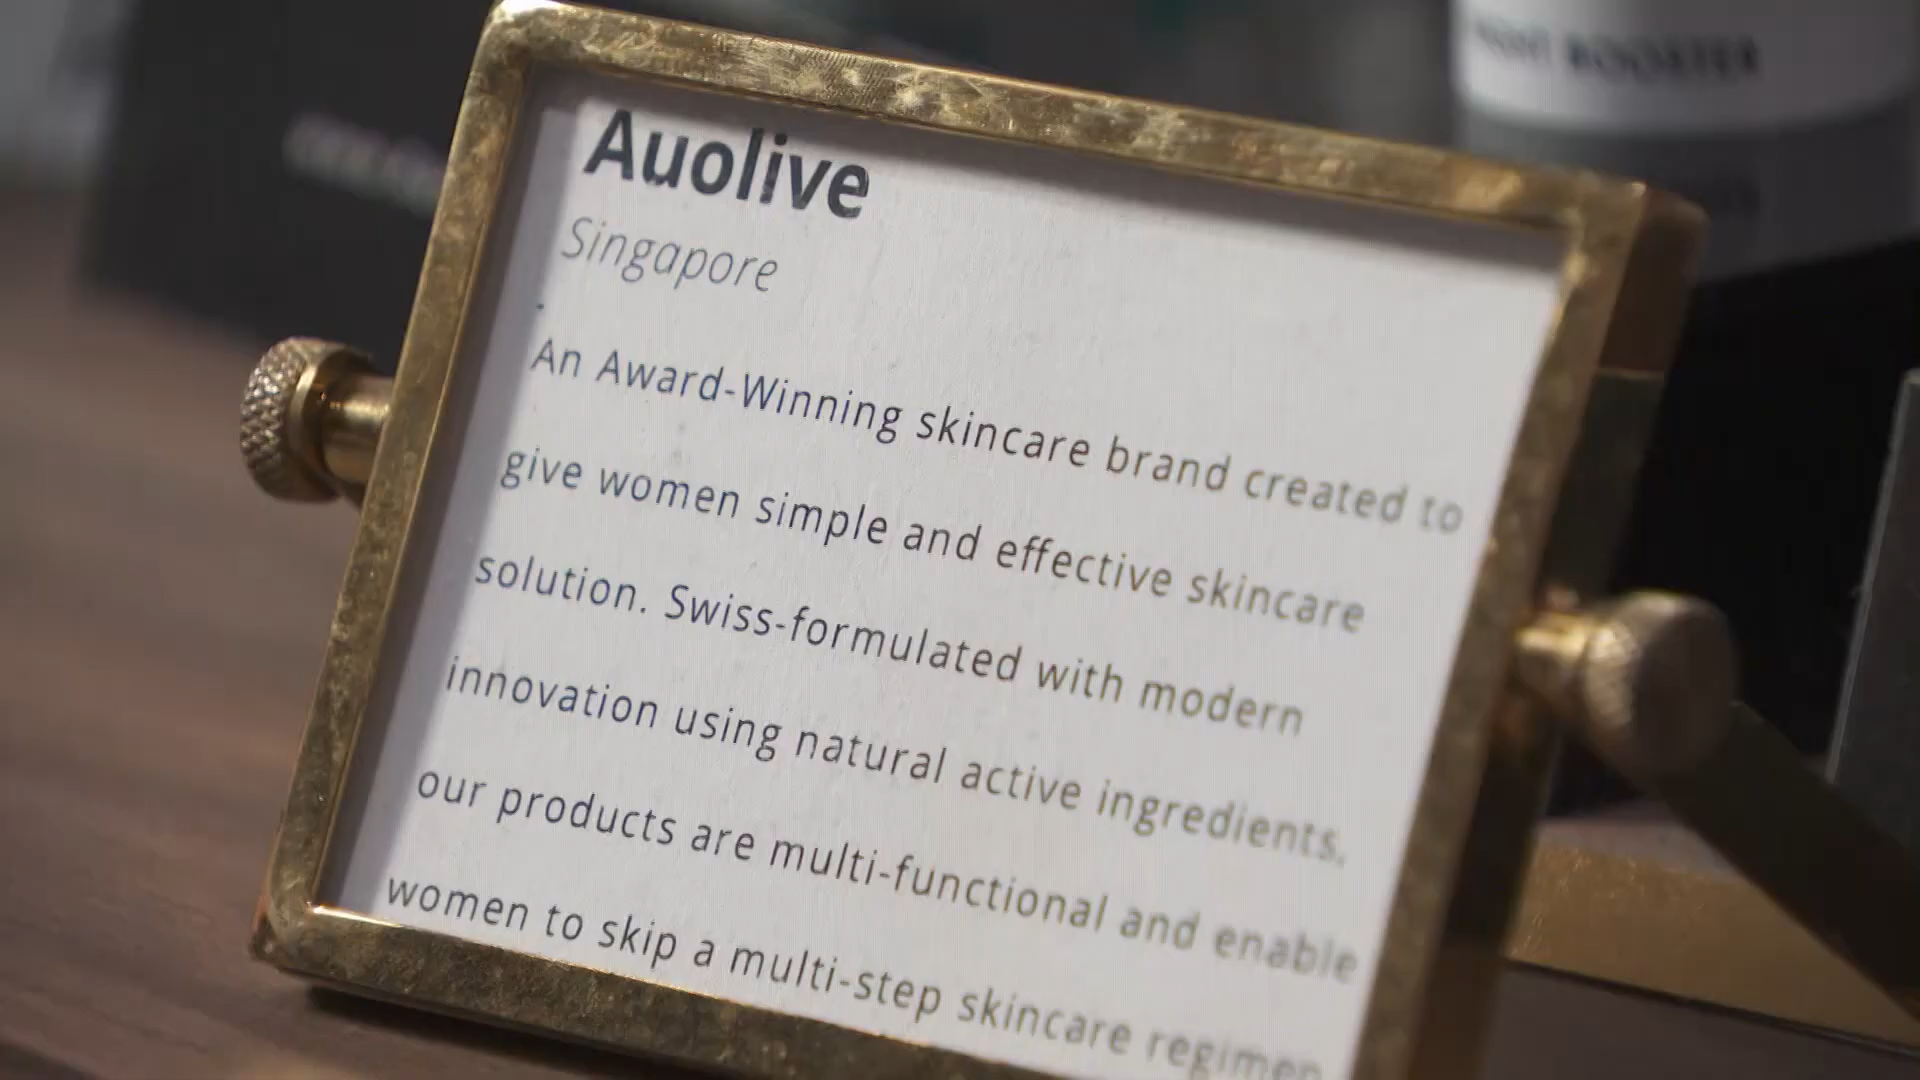 Auolive
Singapore
An Award-Winning skincare brand created to
give women simple and effective skincare
solution. Swiss-formulated with modern
innovation using natural active ingredients,
our products are multi-functional and enable
women to skip a multi-step skincare regimen
BOOSTER